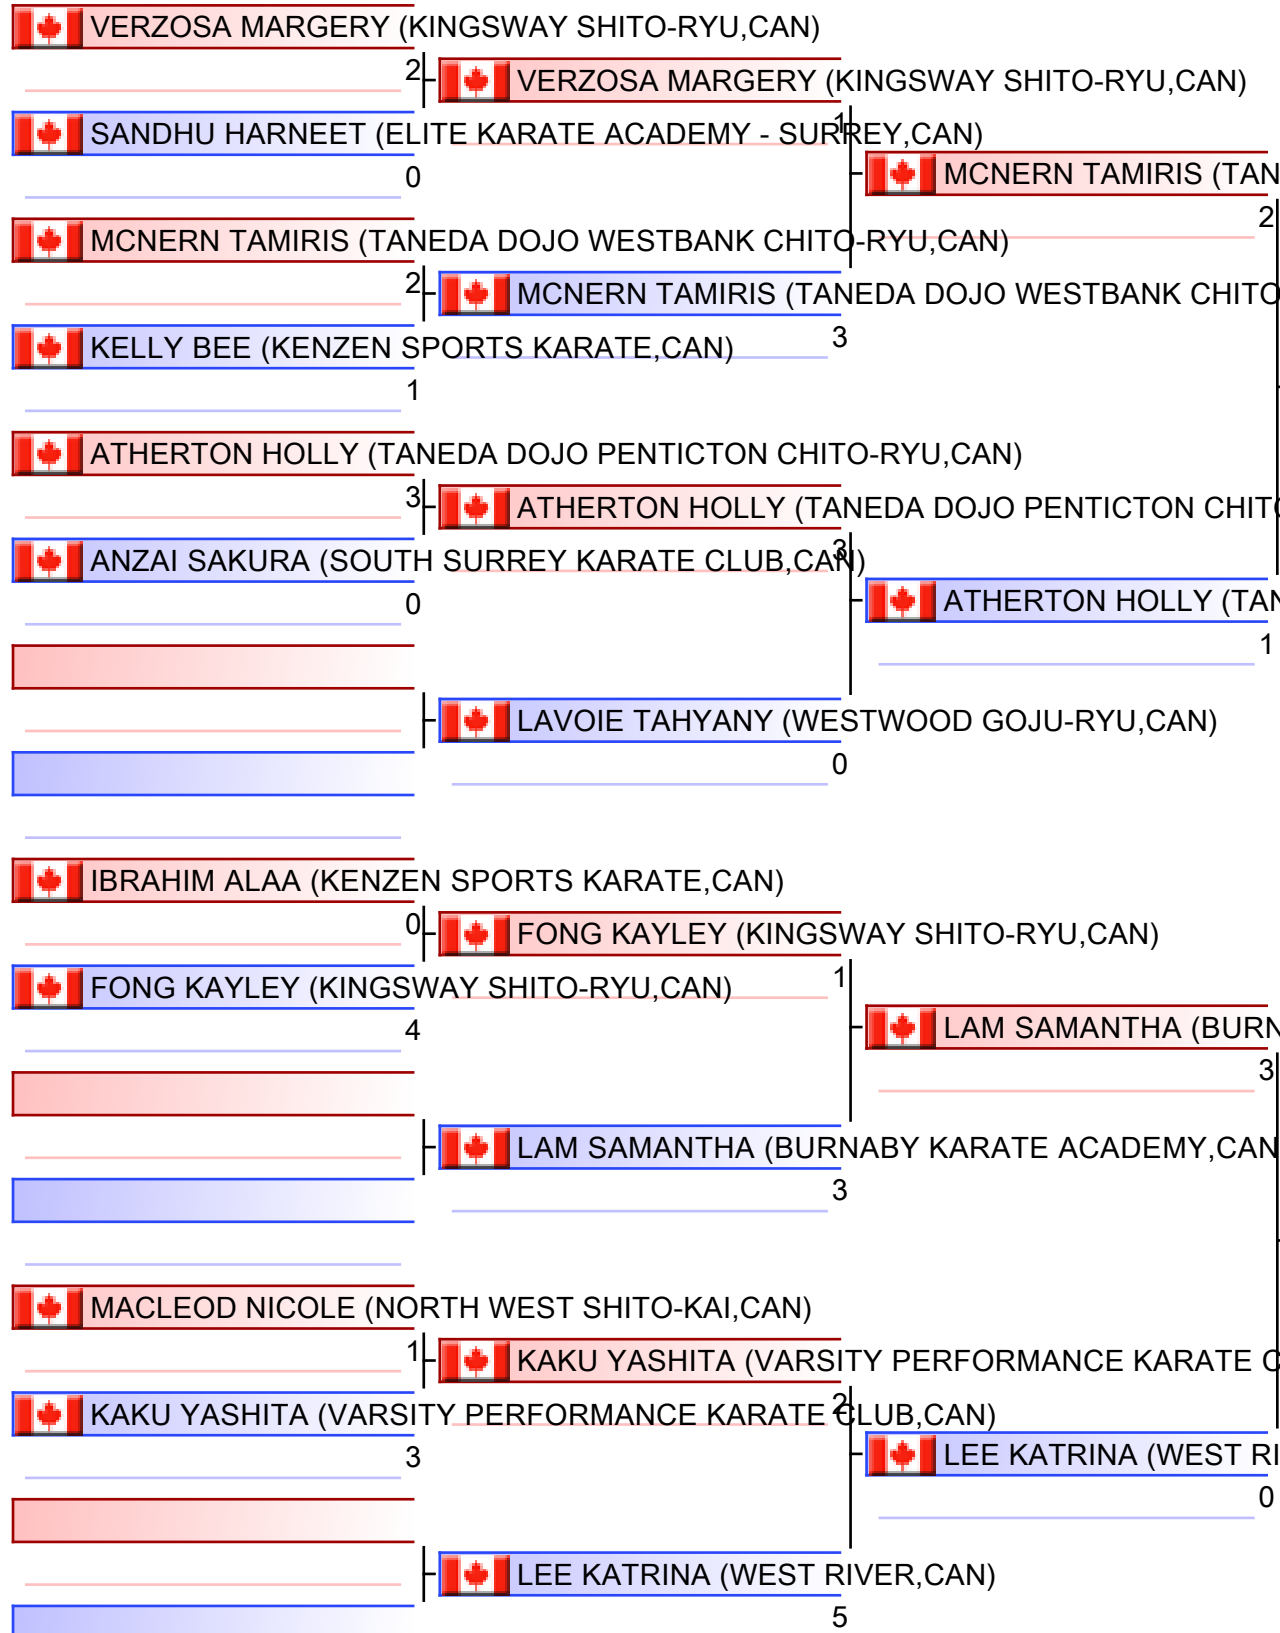 VERZOSA MARGERY (KINGSWAY SHITO-RYU,CAN)
2
VERZOSA MARGERY (KINGSWAY SHITO-RYU,CAN)
1
SANDHU HARNEET (ELITE KARATE ACADEMY - SURREY,CAN)
0
MCNERN TAMIRIS (TAN
2
MCNERN TAMIRIS (TANEDA DOJO WESTBANK CHITO-RYU,CAN)
2
MCNERN TAMIRIS (TANEDA DOJO WESTBANK CHITO
3
KELLY BEE (KENZEN SPORTS KARATE,CAN)
1
ATHERTON HOLLY (TANEDA DOJO PENTICTON CHITO-RYU,CAN)
3
ATHERTON HOLLY (TANEDA DOJO PENTICTON CHITO
3
ANZAI SAKURA (SOUTH SURREY KARATE CLUB,CAN)
0
ATHERTON HOLLY (TAN
1
LAVOIE TAHYANY (WESTWOOD GOJU-RYU,CAN)
0
IBRAHIM ALAA (KENZEN SPORTS KARATE,CAN)
0
FONG KAYLEY (KINGSWAY SHITO-RYU,CAN)
1
FONG KAYLEY (KINGSWAY SHITO-RYU,CAN)
4
LAM SAMANTHA (BURN
3
LAM SAMANTHA (BURNABY KARATE ACADEMY,CAN
3
MACLEOD NICOLE (NORTH WEST SHITO-KAI,CAN)
1
KAKU YASHITA (VARSITY PERFORMANCE KARATE C
2
KAKU YASHITA (VARSITY PERFORMANCE KARATE CLUB,CAN)
3
LEE KATRINA (WEST RI
0
LEE KATRINA (WEST RIVER,CAN)
5